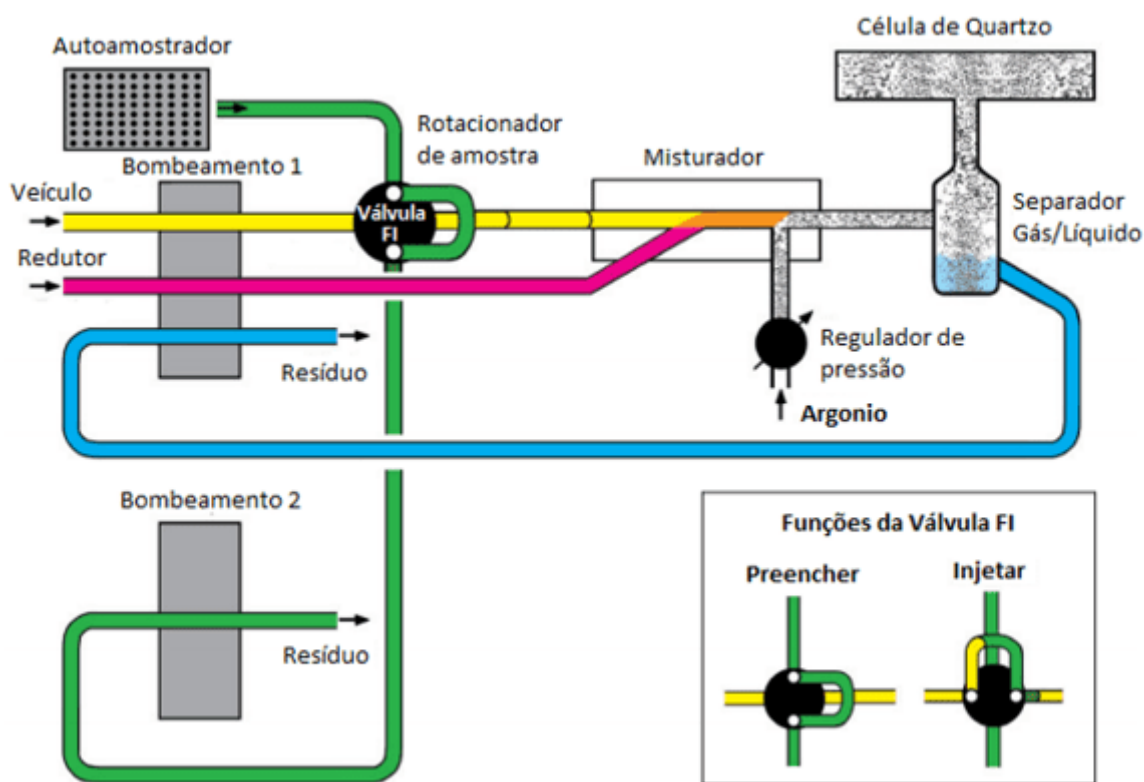 Autoamostrador
Célula de Quartzo
Rotacionador
de amostra
Misturador
Bombeamento 1
Veículo
Válvula
FI
Separador
Gás/Líquido
Redutor
Resíduo
Regulador de
pressão
Argonio
Bombeamento 2
Resíduo
Funções da Válvula FI
Preencher
Injetar